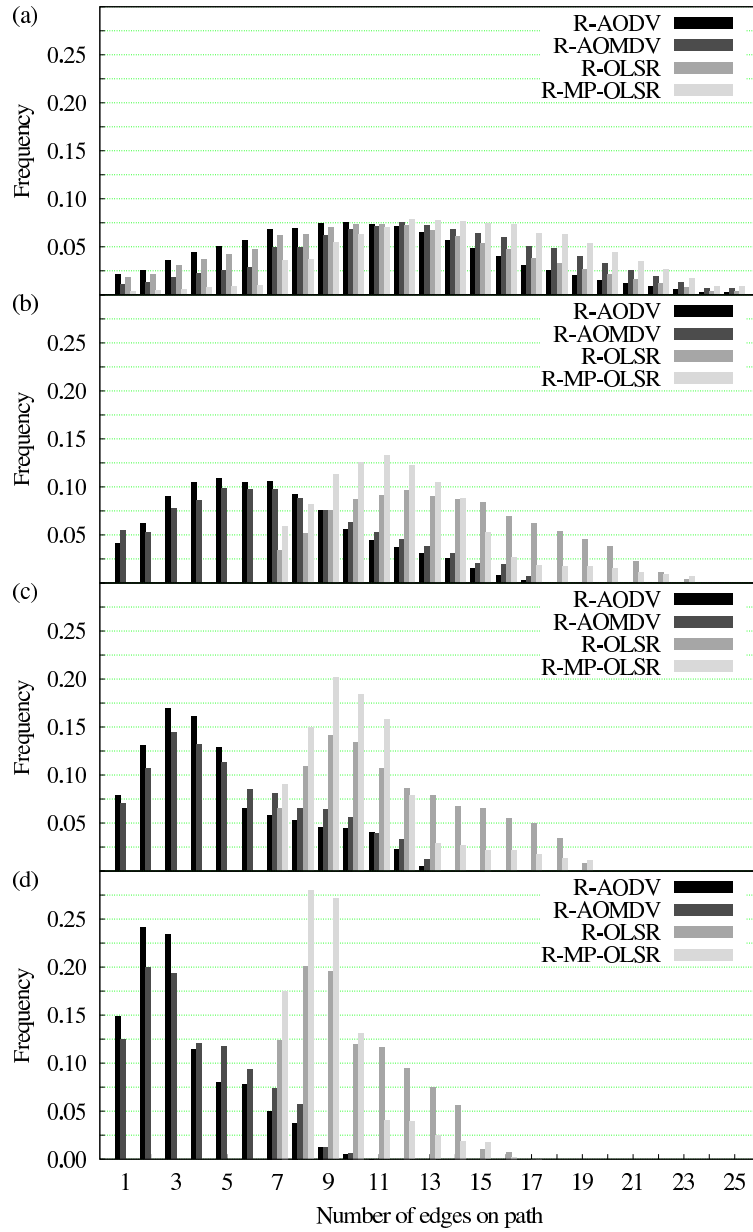 (a)
R-AODV
R-AOMDV
R-OLSR
R-MP-OLSR
0.25
0.20
0.15
0.10
0.05
Frequency
(b)
R-AODV
R-AOMDV
R-OLSR
R-MP-OLSR
0.25
0.20
0.15
0.10
0.05
Frequency
(c)
R-AODV
R-AOMDV
R-OLSR
R-MP-OLSR
0.25
0.20
0.15
0.10
0.05
Frequency
(d)
R-AODV
R-AOMDV
R-OLSR
R-MP-OLSR
0.25
0.20
0.15
0.10
0.05
0.00
Frequency
1 3 5 7 9 11 13 15 17 19 21 23 25
Number of edges on path